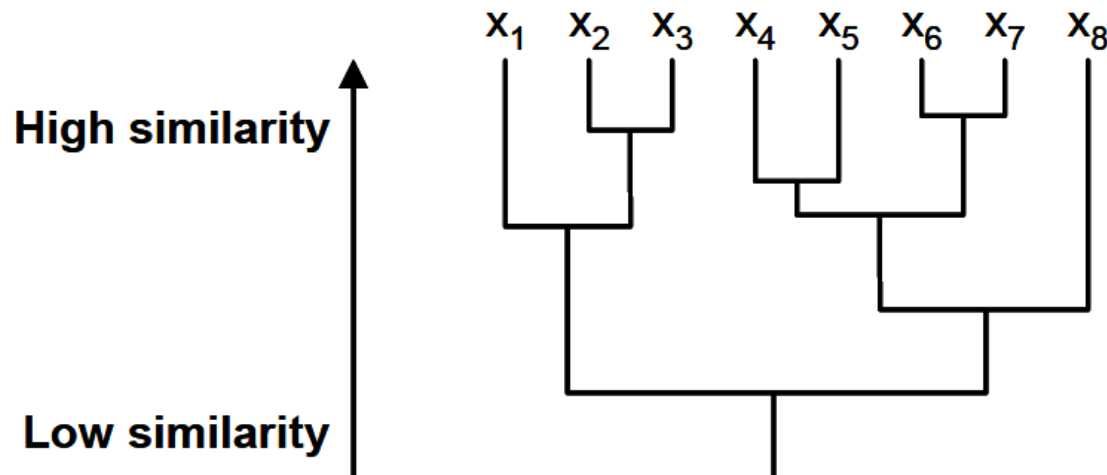 x₁ x₂ x₃ x₄ x₅ x₆ x₇ x₈
High similarity
Low similarity